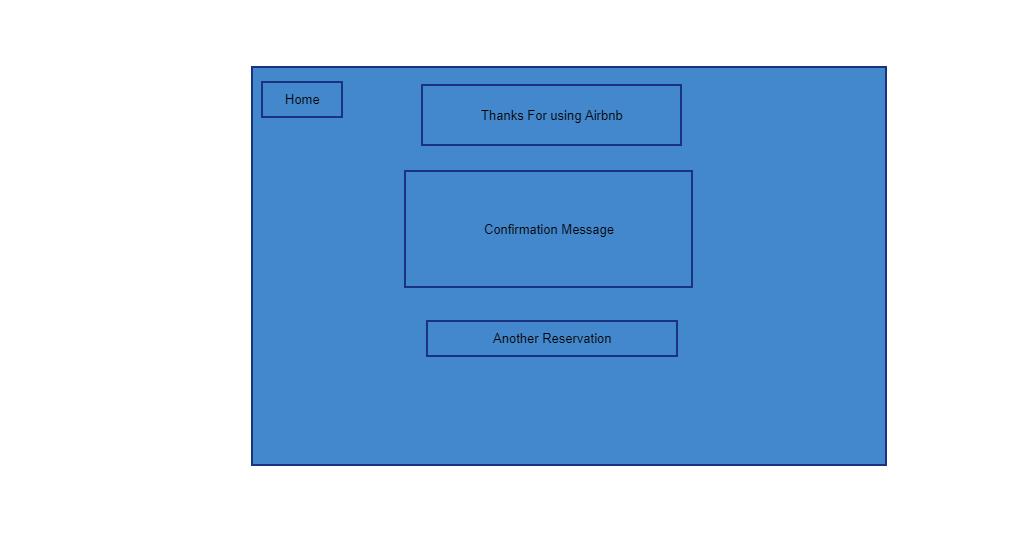 Home
Thanks For using Airbnb
Confirmation Message
Another Reservation